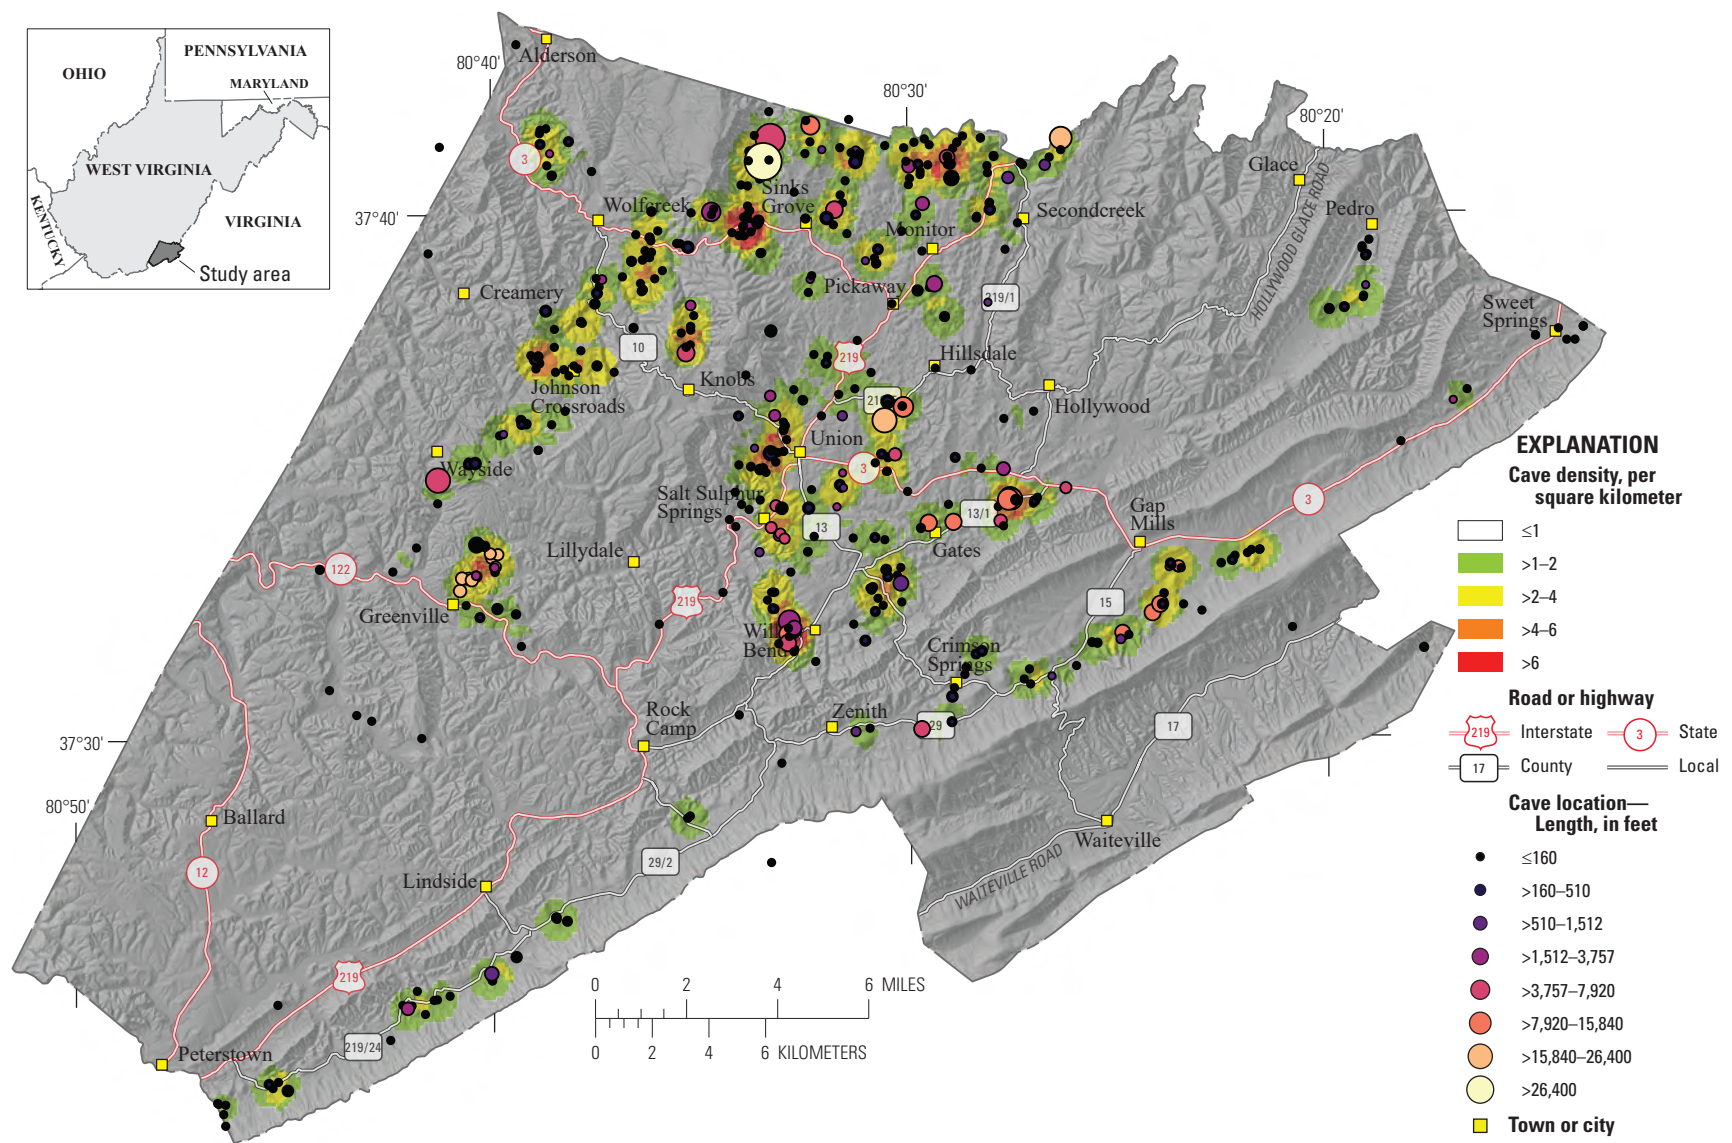 PENNSYLVANIA
OHIO
MARYLAND
WEST VIRGINIA
KENTUCKY
VIRGINIA
Study area
80°40'
Alderson
80°30'
80°20'
3
Glace
HOLLYWOOD GLACE ROAD
37°40'
Wolfcreek
Sinks
Grove
Monitor
Secondcreek
Pedro
Creamery
Pickaway
219/1
Sweet
Springs
10
219
Hillsdale
Knobs
Johnson
Crossroads
Hollywood
Union
3
Wayside
Salt Sulphur
Springs
13
13/1
Gap
Mills
3
Lillydale
Gates
122
Greenville
219
15
Crimson
Springs
Rock
Camp
Zenith
29
17
37°30'
80°50'
Ballard
12
29/2
Waiteville
WAITEVILLE ROAD
Lindside
219
219/24
Peterstown
0 2 4 6 MILES
0 2 4 6 KILOMETERS
EXPLANATION
Cave density, per
square kilometer
≤1
>1–2
>2–4
>4–6
>6
Road or highway
219 Interstate 3 State
17 County Local
Cave location—
Length, in feet
≤160
>160–510
>510–1,512
>1,512–3,757
>3,757–7,920
>7,920–15,840
>15,840–26,400
>26,400
Town or city